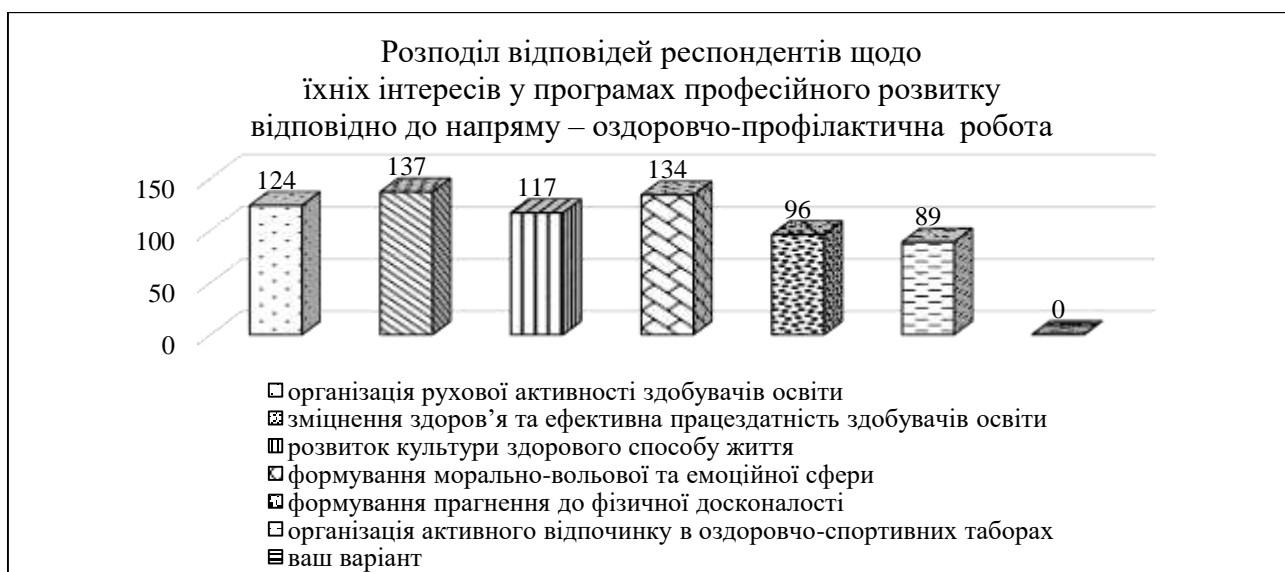 Розподіл відповідей респондентів щодо
їхніх інтересів у програмах професійного розвитку
відповідно до напряму – оздоровчо-профілактична робота
150
100
50
0
124
137
117
134
96
89
0
організація рухової активності здобувачів освіти
зміцнення здоров’я та ефективна працездатність здобувачів освіти
розвиток культури здорового способу життя
формування морально-вольової та емоційної сфери
формування прагнення до фізичної досконалості
організація активного відпочинку в оздоровчо-спортивних таборах
ваш варіант